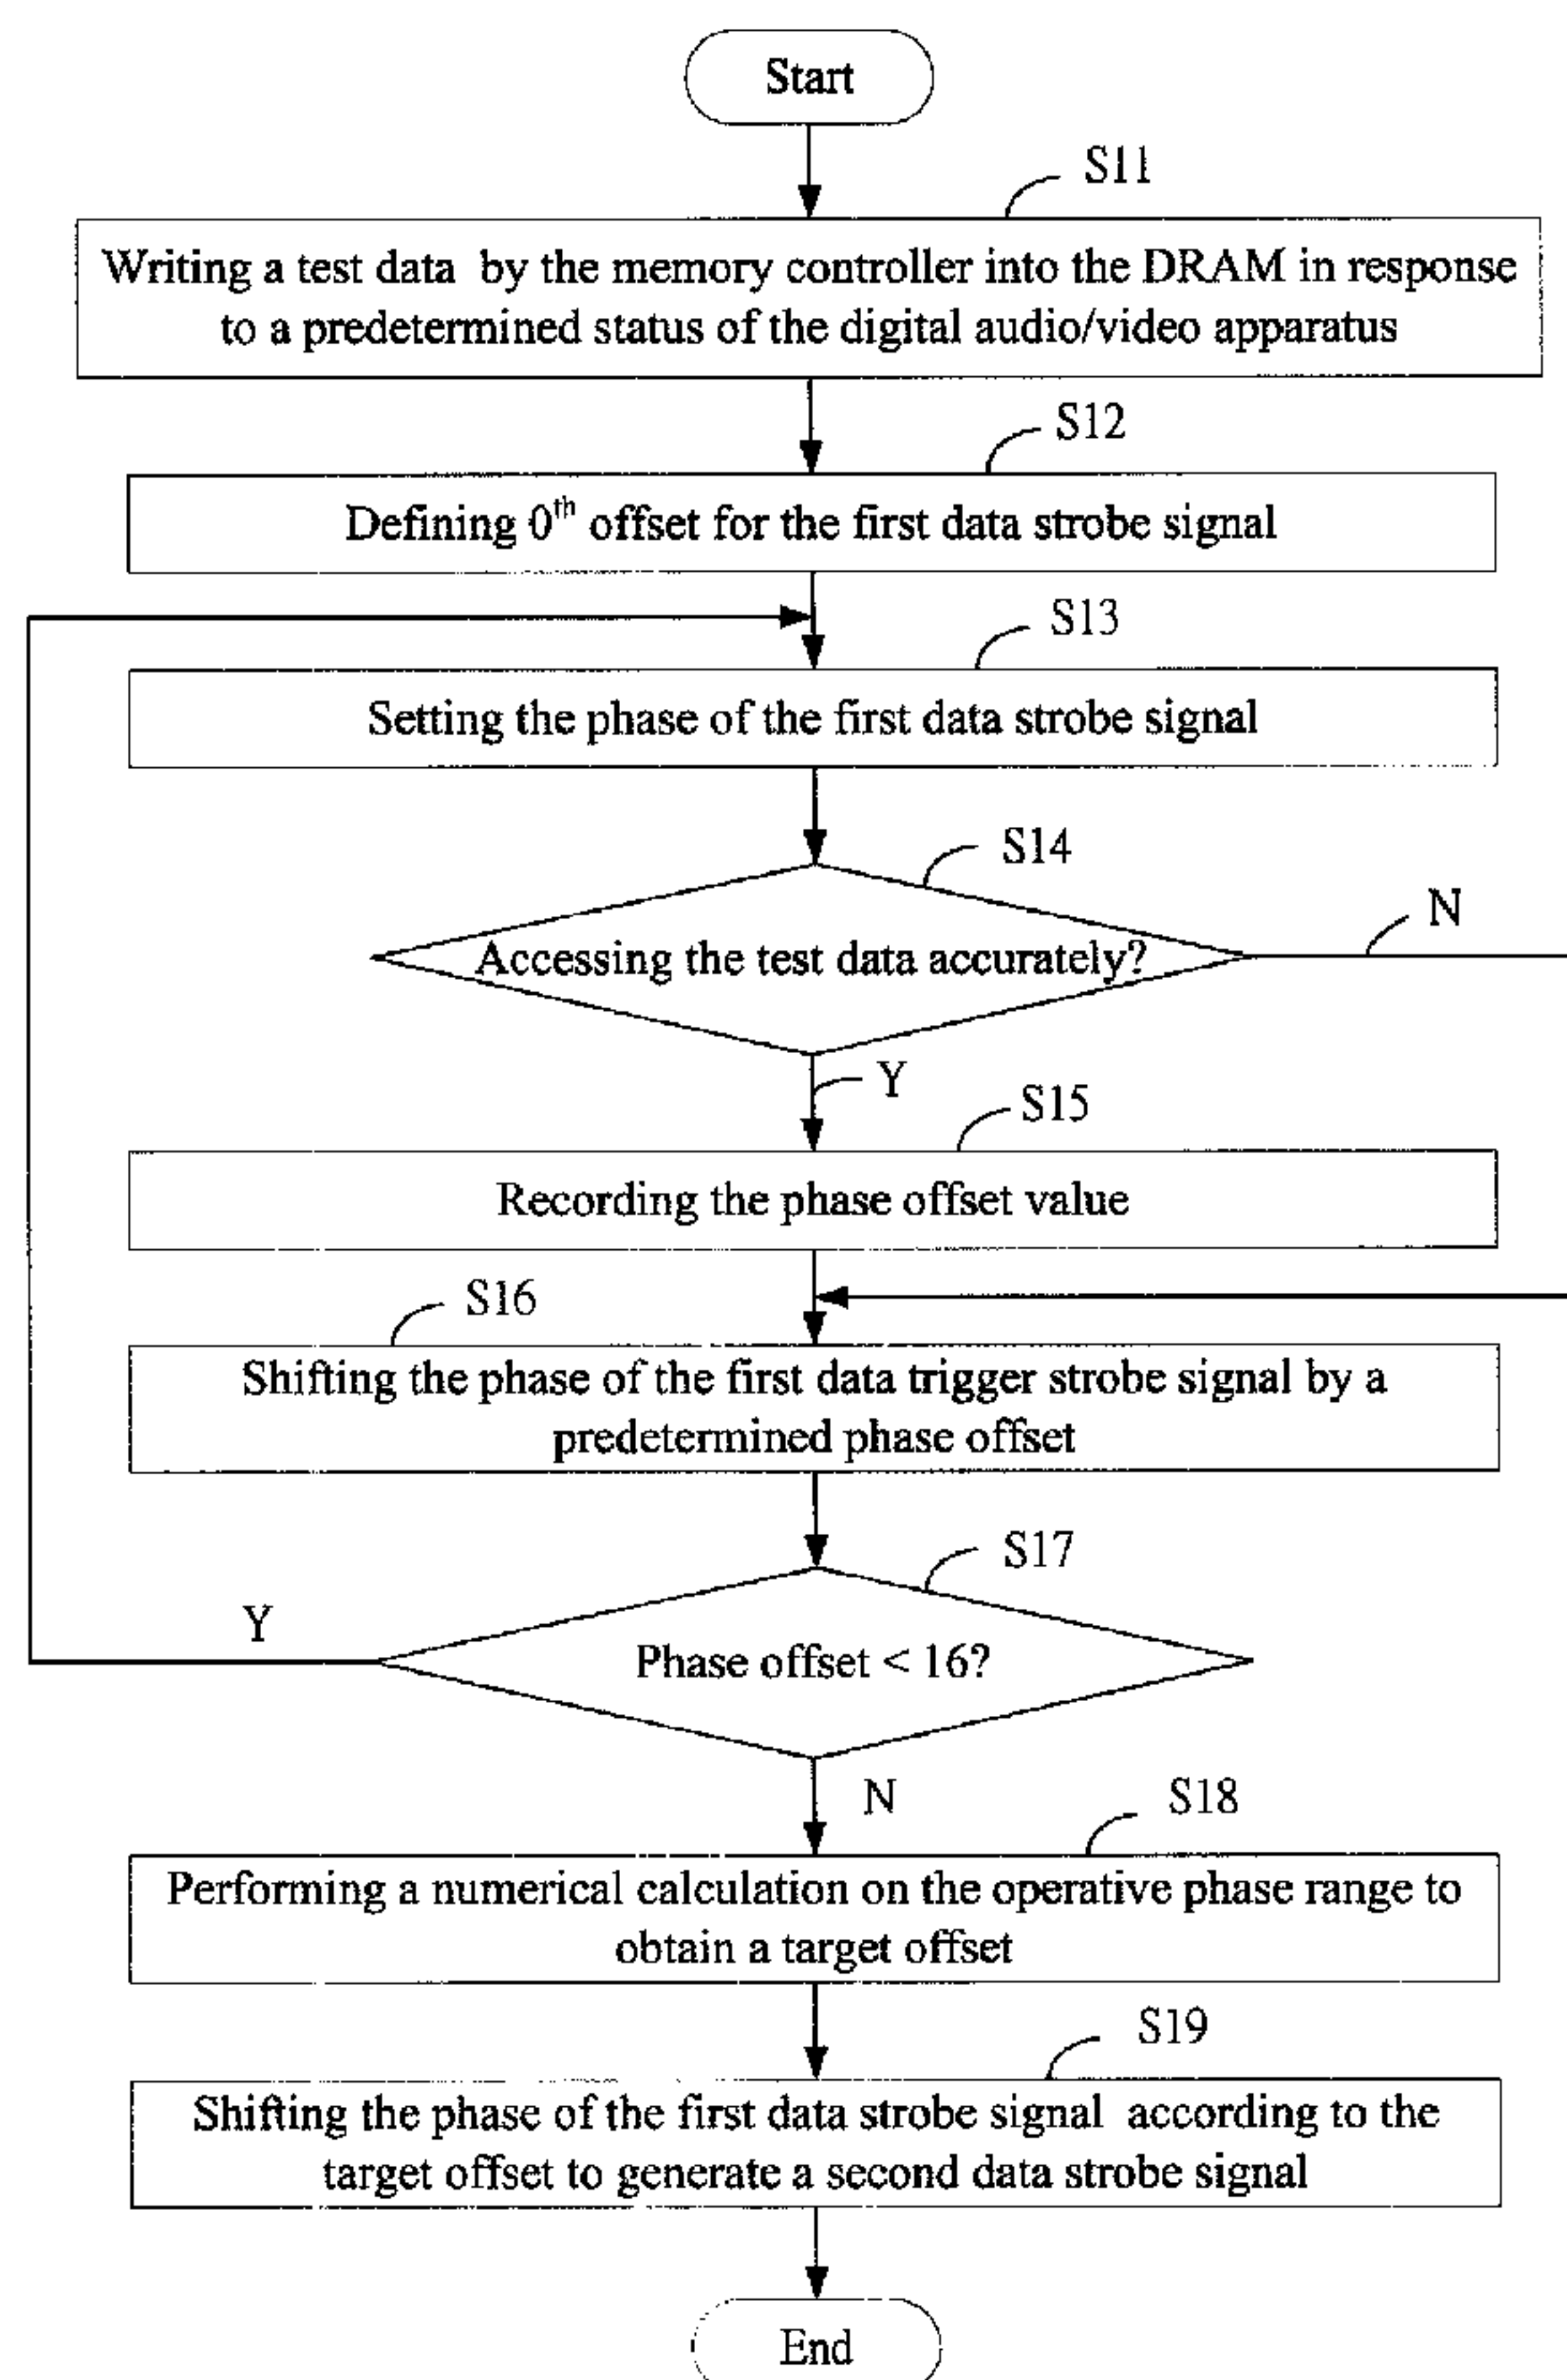 Start
S11
Writing a test data by the memory controller into the DRAM in response
to a predetermined status of the digital audio/video apparatus
S12
Defining 0th offset for the first data strobe signal
S13
Setting the phase of the first data strobe signal
S14
N
Accessing the test data accurately?
Y
S15
Recording the phase offset value
S16
Shifting the phase of the first data trigger strobe signal by a
predetermined phase offset
S17
Y
Phase offset < 16?
N
S18
Performing a numerical calculation on the operative phase range to
obtain a target offset
S19
Shifting the phase of the first data strobe signal according to the
target offset to generate a second data strobe signal
End